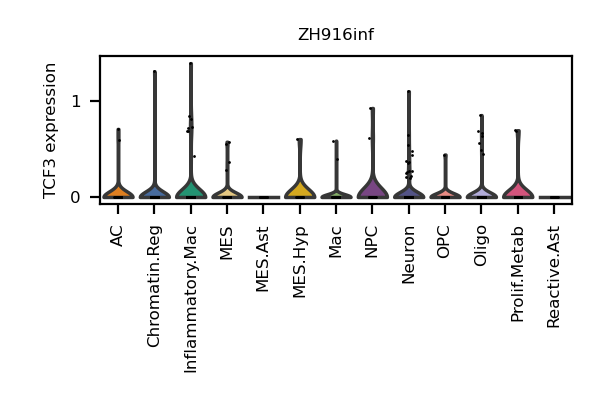 ZH916inf
TCF3 expression
1
0
AC
Chromatin.Reg
Inflammatory.Mac
MES
MES.Ast
MES.Hyp
Mac
NPC
Neuron
OPC
Oligo
Prolif.Metab
Reactive.Ast